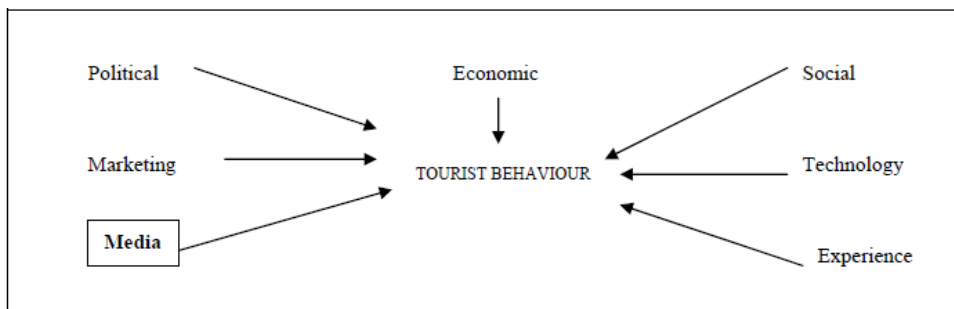 Political Economic Social
Marketing TOURIST BEHAVIOUR Technology
Media
Experience